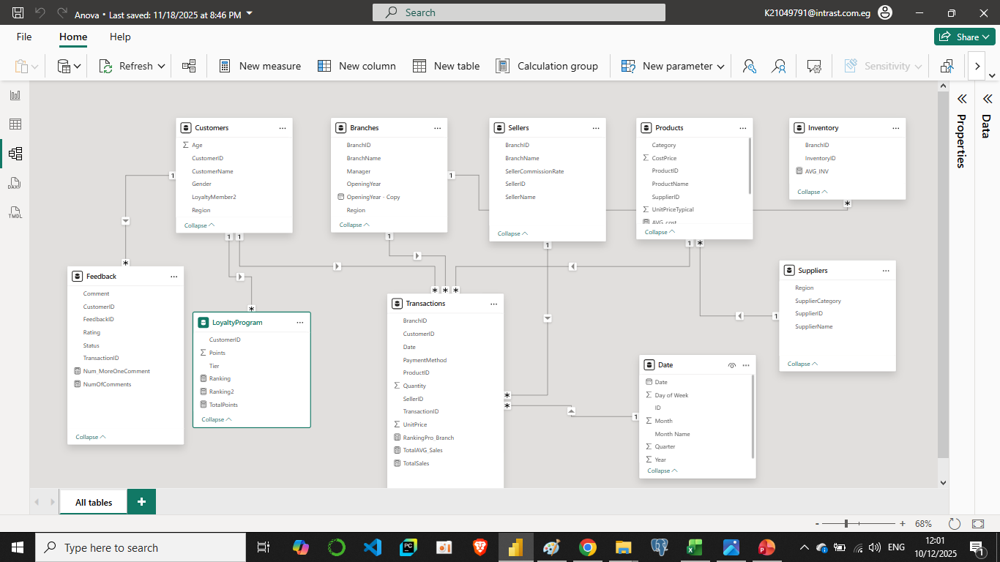 Anova • Last saved: 11/18/2025 at 8:46 PM
Search
K21049791@intrast.com.eg
File
Home
Help
Share
Refresh
New measure
New column
New table
Calculation group
New parameter
Sensitivity
DAX
TMDL
Properties
Data
Customers
Age
CustomerID
CustomerName
Gender
LoyaltyMember2
Region
Collapse
Branches
BranchID
BranchName
Manager
OpeningYear
OpeningYear - Copy
Region
Collapse
Sellers
BranchID
BranchName
SellerCommissionRate
SellerID
SellerName
Collapse
Products
Category
CostPrice
ProductID
ProductName
SupplierID
UnitPriceTypical
AVG_cost
Collapse
Inventory
BranchID
InventoryID
AVG_INV
Collapse
1
1
*
1
1
1
1
1
*
*
Feedback
Comment
CustomerID
FeedbackID
Rating
Status
TransactionID
Num_MoreOneComment
NumOfComments
Collapse
*
LoyaltyProgram
CustomerID
Points
Tier
Ranking
Ranking2
TotalPoints
Collapse
* * *
Transactions
BranchID
CustomerID
Date
PaymentMethod
ProductID
Quantity
SellerID
TransactionID
UnitPrice
RankingPro_Branch
TotalAVG_Sales
TotalSales
*
*
1
Date
Date
Day of Week
ID
Month
Month Name
Quarter
Year
Collapse
1
Suppliers
Region
SupplierCategory
SupplierID
SupplierName
Collapse
All tables
+
- + 68%
Type here to search
PC
ENG
12:01
10/12/2025
1